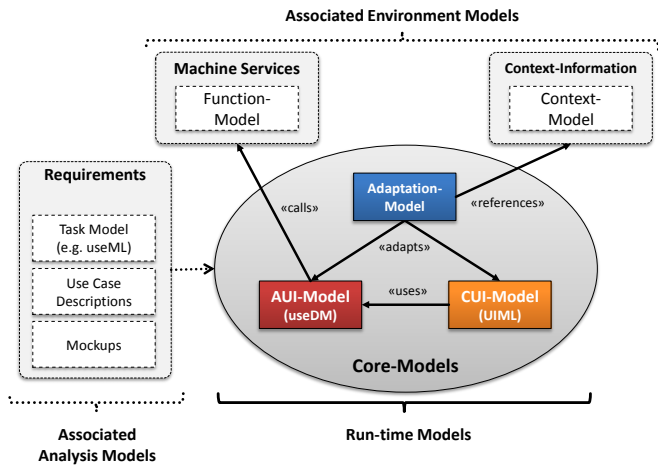 Associated Environment Models
Machine Services
Function-
Model
Context-Information
Context-
Model
Requirements
Task Model
(e.g. useML)
Use Case
Descriptions
Mockups
Adaptation-
Model
«calls»
«references»
«adapts»
AUI-Model
(useDM)
«uses»
CUI-Model
(UIML)
Core-Models
Associated
Analysis Models
Run-time Models